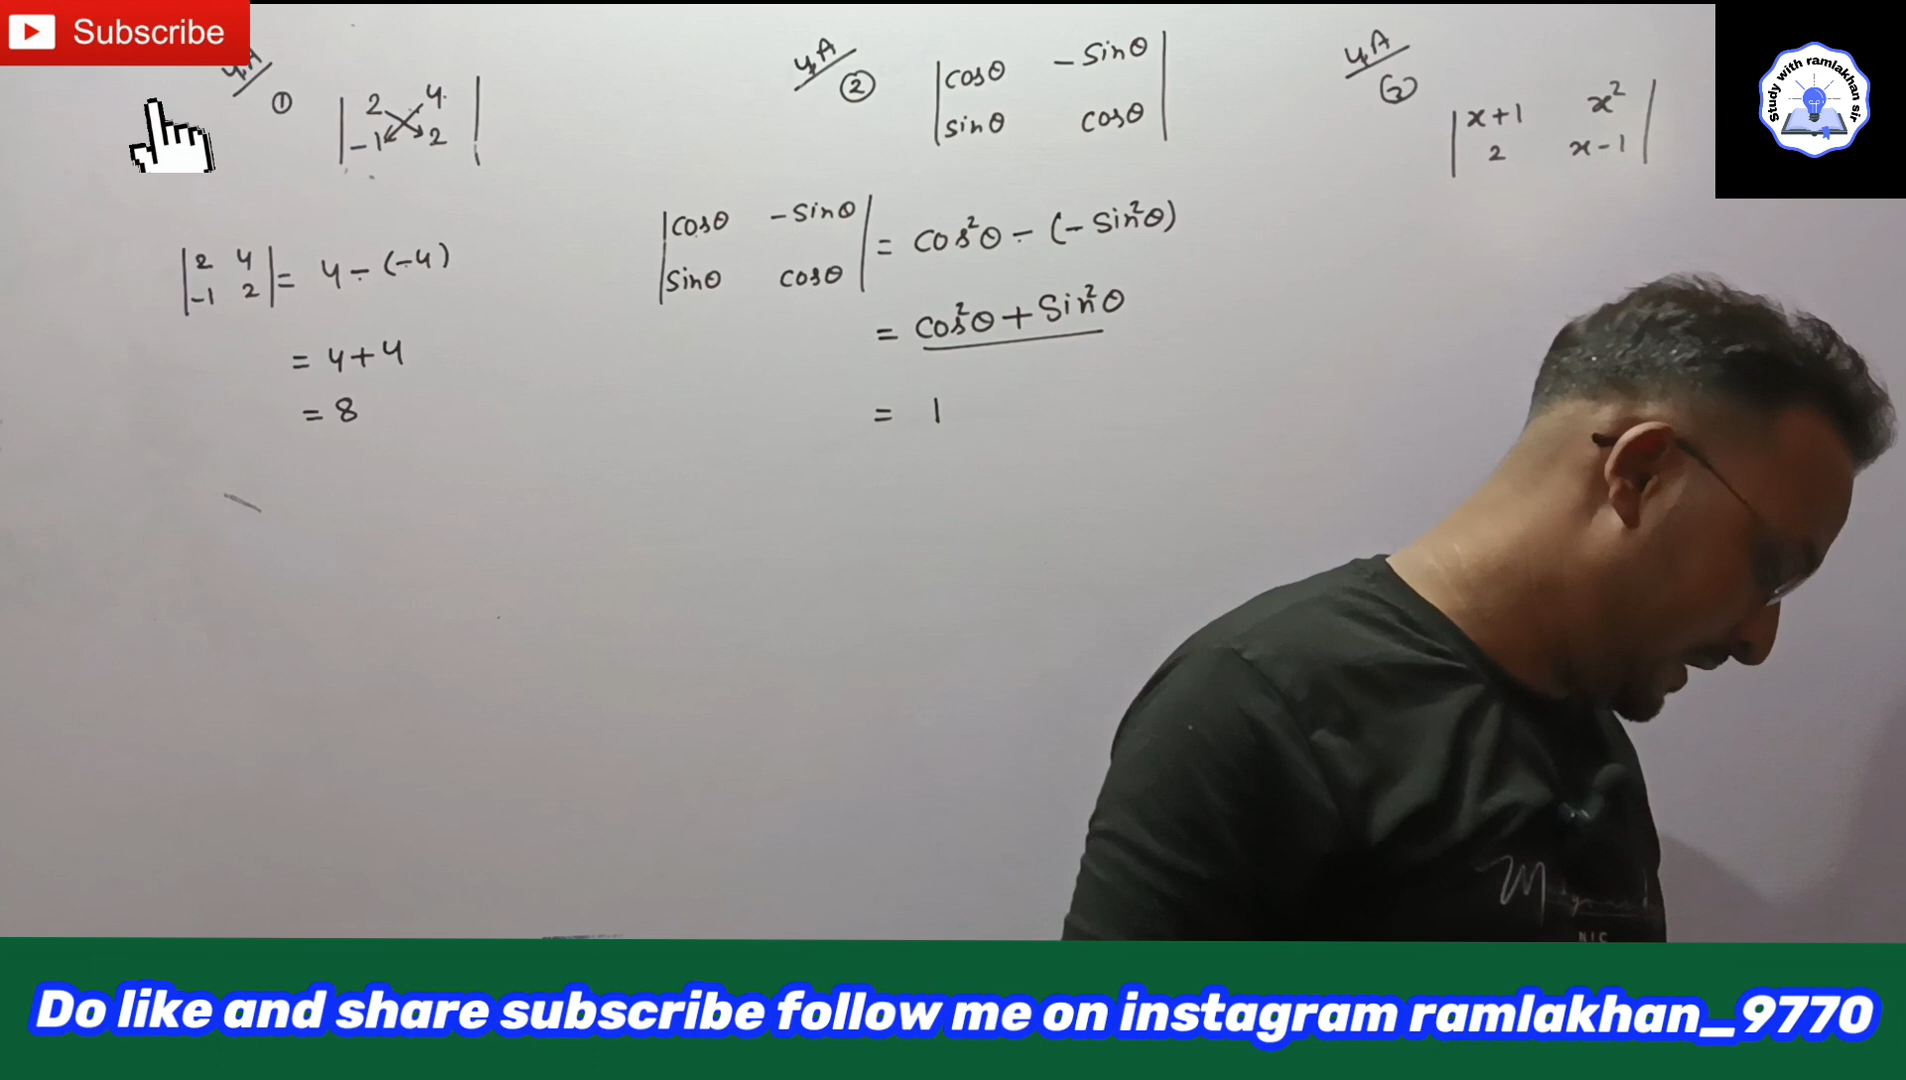 Subscribe
4A
①
| 2 4 |
| -1 2 |
| 2 4 | = 4 - (-4)
| -1 2 |
= 4+4
= 8
4A
②
| cosθ -sinθ |
| sinθ cosθ |
| cosθ -sinθ | = cos²θ - (-sin²θ)
| sinθ cosθ |
= cos²θ + sin²θ
= 1
4A
| x+1 x² |
| 2 x-1 |
Study with ramlakhan sir
NIC
Do like and share subscribe follow me on instagram ramlakhan_9770